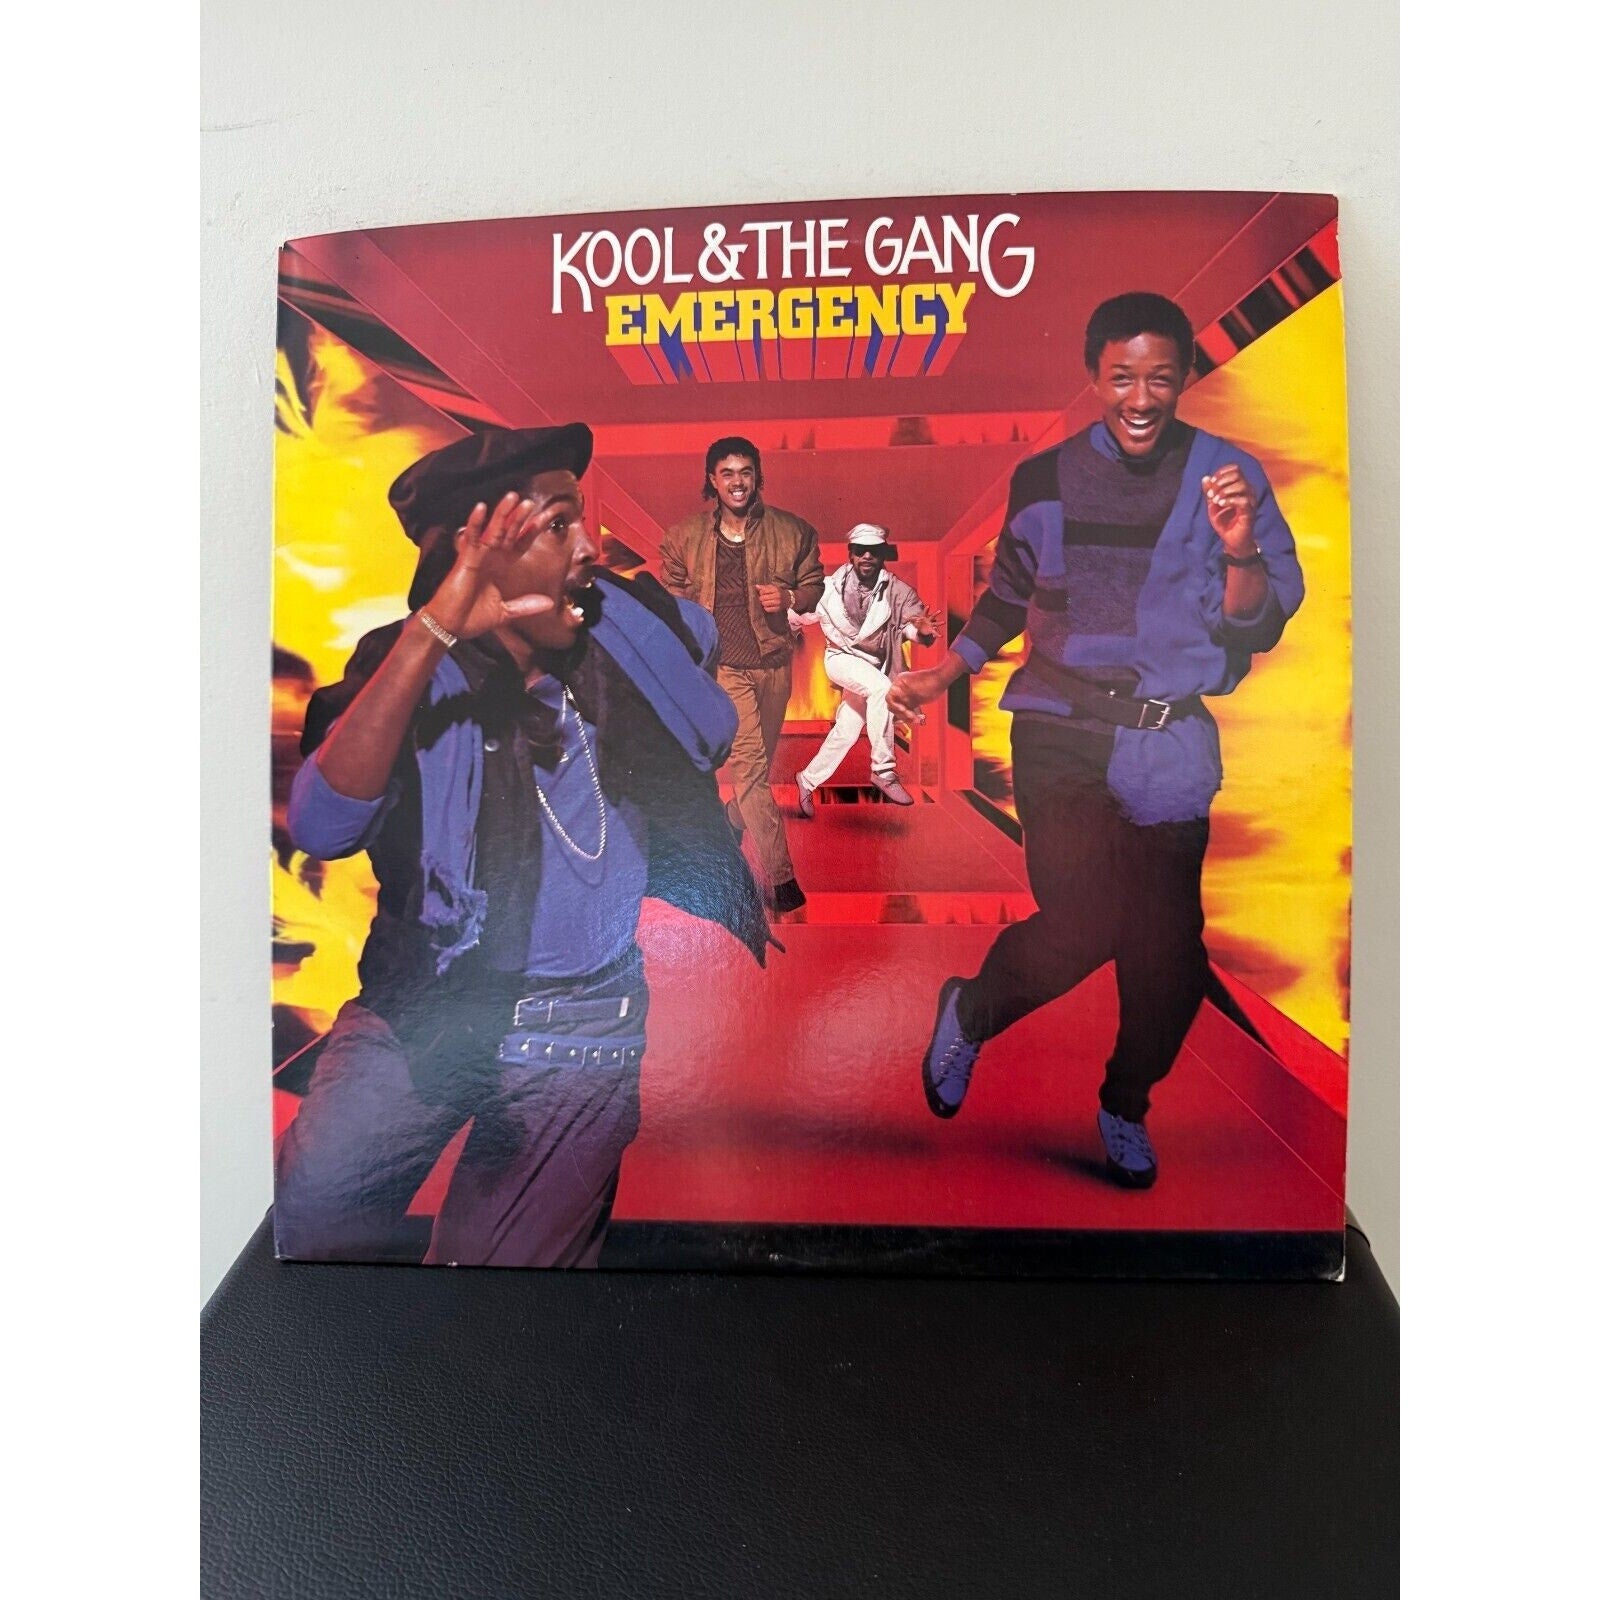 KOOL & THE GANG
EMERGENCY